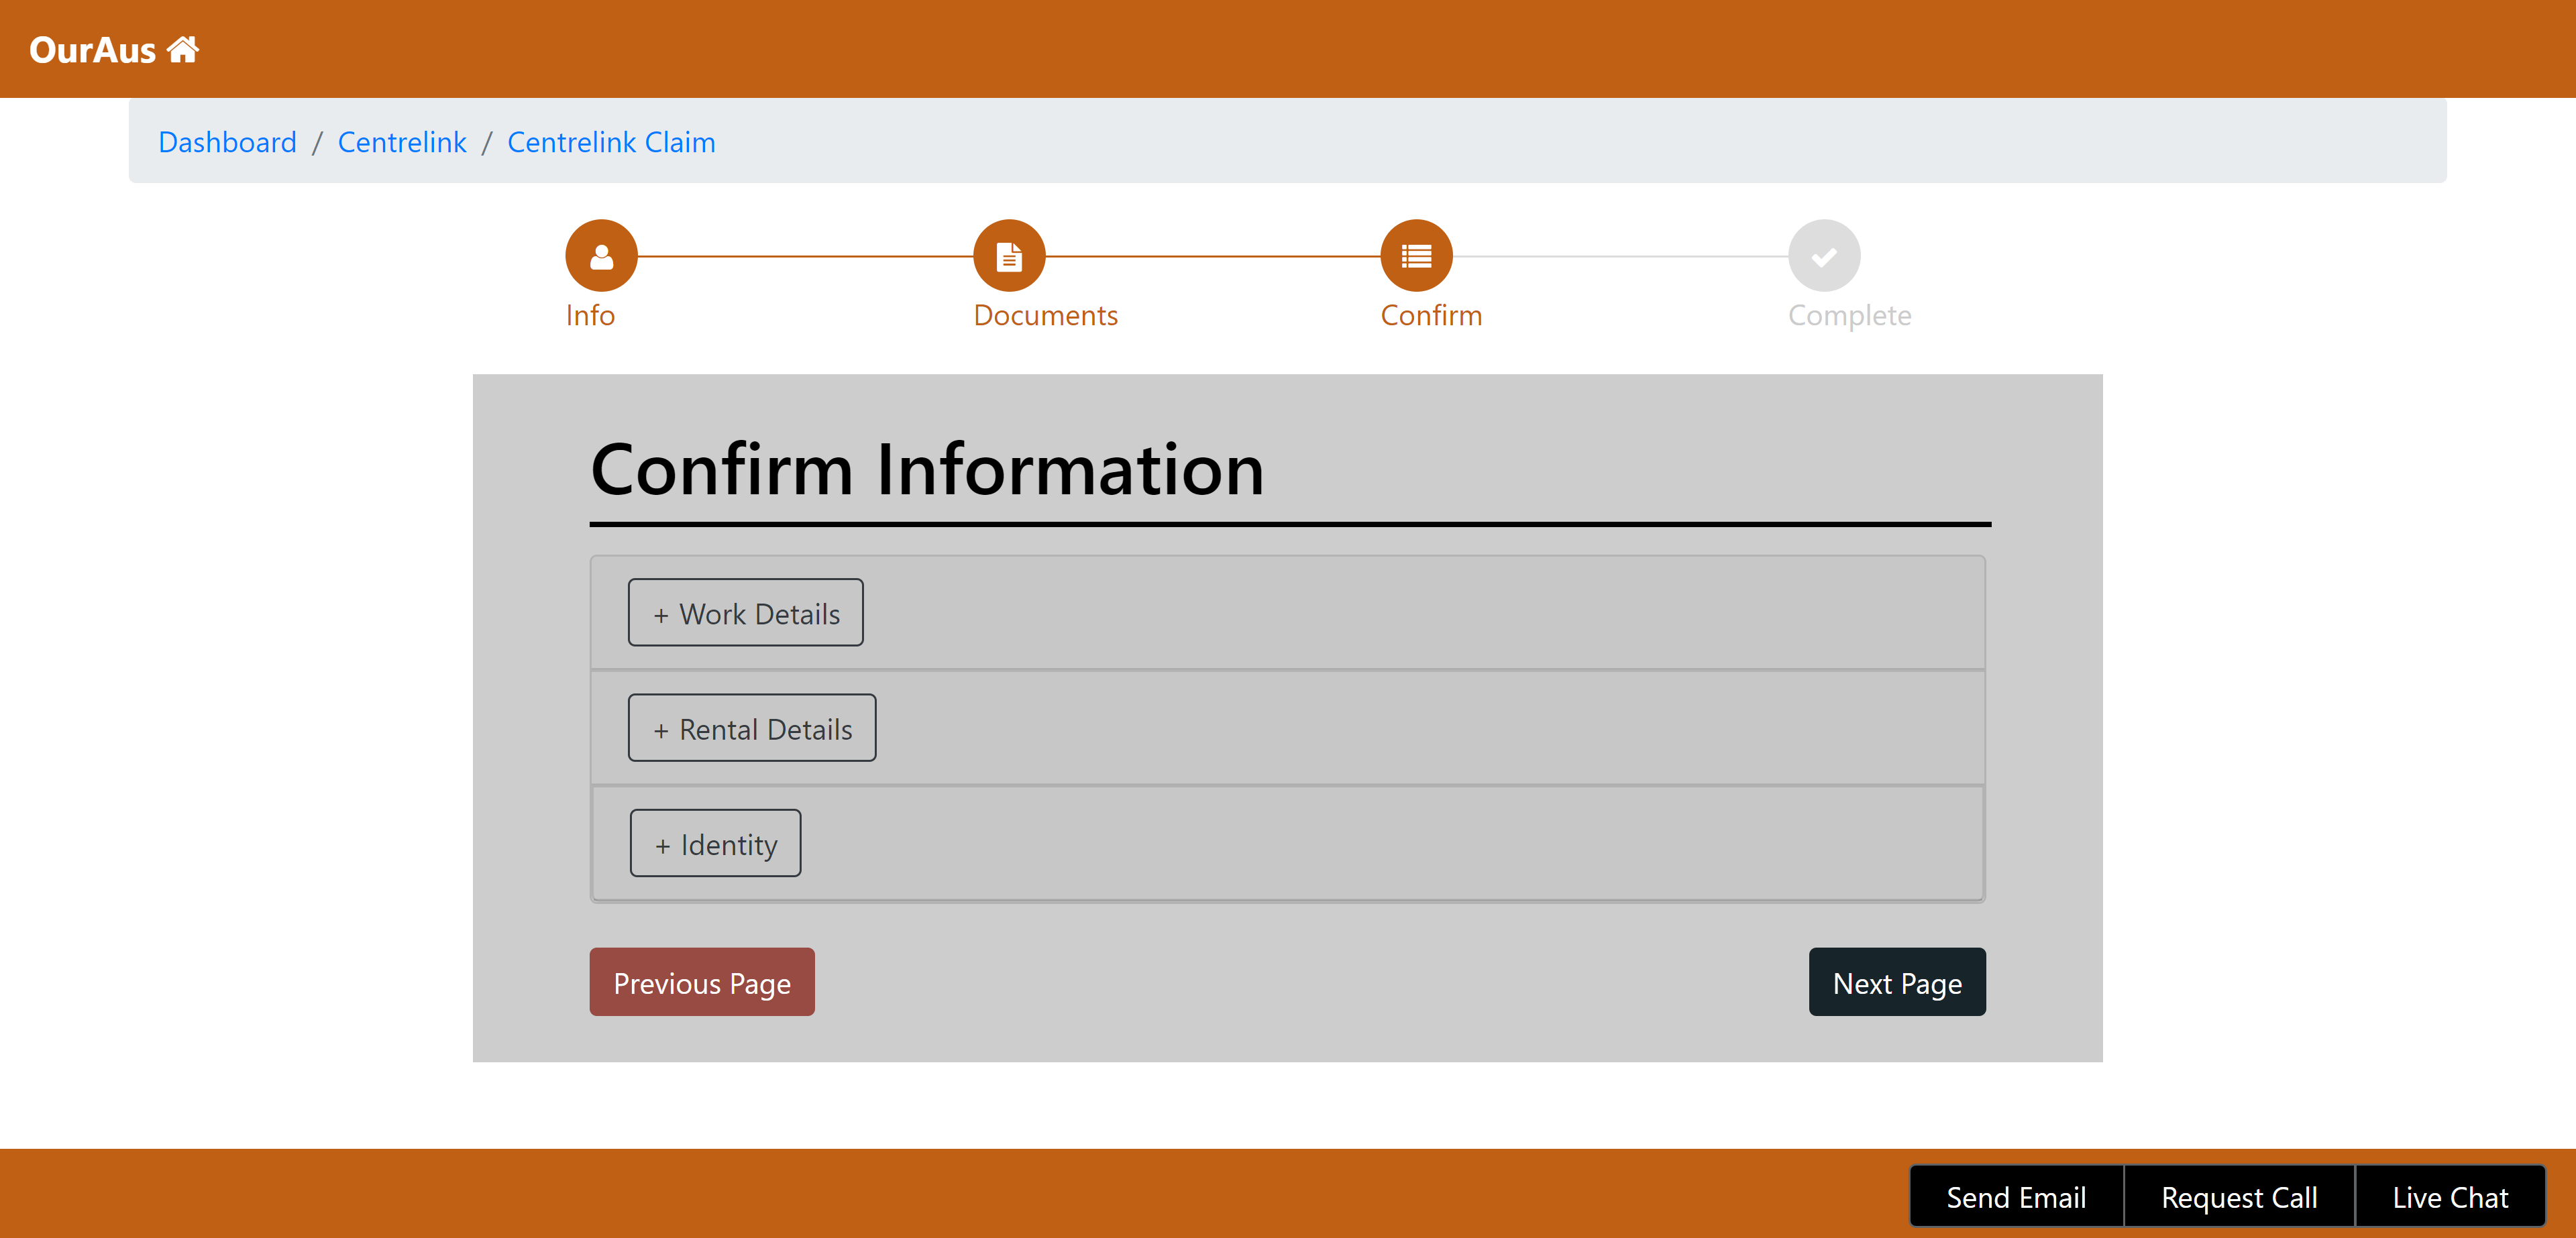 OurAus
Dashboard / Centrelink / Centrelink Claim
Info
Documents
Confirm
Complete
Confirm Information
+ Work Details
+ Rental Details
+ Identity
Previous Page
Next Page
Send Email
Request Call
Live Chat